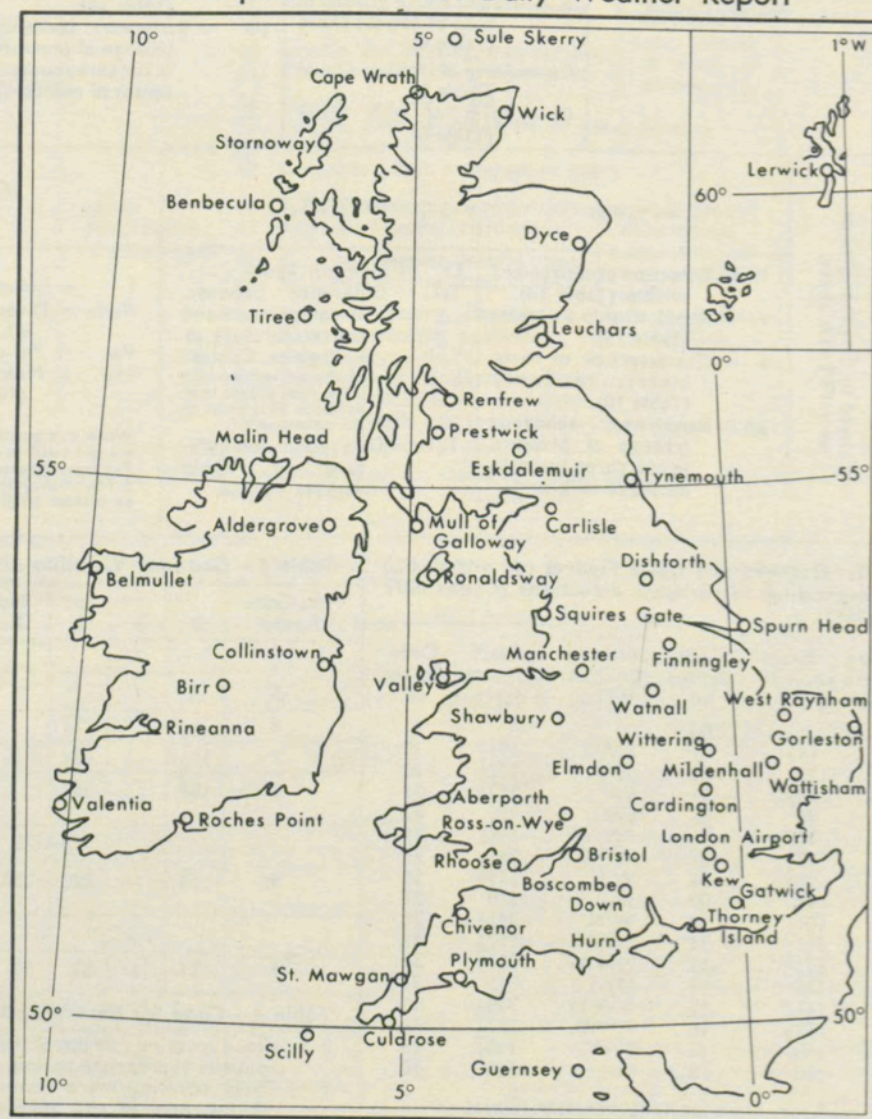 Daily Weather Report
10°
5°
Sule Skerry
1° W
Cape Wrath
Wick
Stornoway
Lerwick
60°
Benbecula
Dyce
Tiree
Leuchars
0°
Renfrew
Malin Head
Prestwick
Eskdalemuir
55°
Tynemouth
55°
Aldergrove
Mull of
Galloway
Carlisle
Dishforth
Belmullet
Ronaldsway
Squires Gate
Spurn Head
Collinstown
Manchester
Finningley
Birr
Valley
Watnall
West Raynham
Rineanna
Shawbury
Wittering
Gorleston
Elmdon
Mildenhall
Valentia
Aberporth
Cardington
Wattisham
Roches Point
Ross-on-Wye
London Airport
Rhoose
Bristol
Kew
Boscombe
Down
Gatwick
Chivenor
Thorney
Island
Hurn
St. Mawgan
Plymouth
50°
50°
Scilly
Culdrose
Guernsey
10°
5°
0°